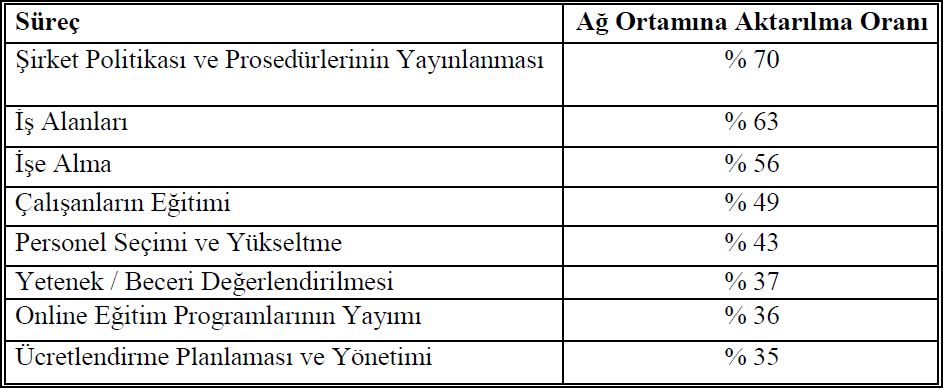 Süreç Ağ Ortamına Aktarılma Oranı
Şirket Politikası ve Prosedürlerinin Yayınlanması % 70
İş Alanları % 63
İşe Alma % 56
Çalışanların Eğitimi % 49
Personel Seçimi ve Yükseltme % 43
Yetenek / Beceri Değerlendirilmesi % 37
Online Eğitim Programlarının Yayımı % 36
Ücretlendirme Planlaması ve Yönetimi % 35